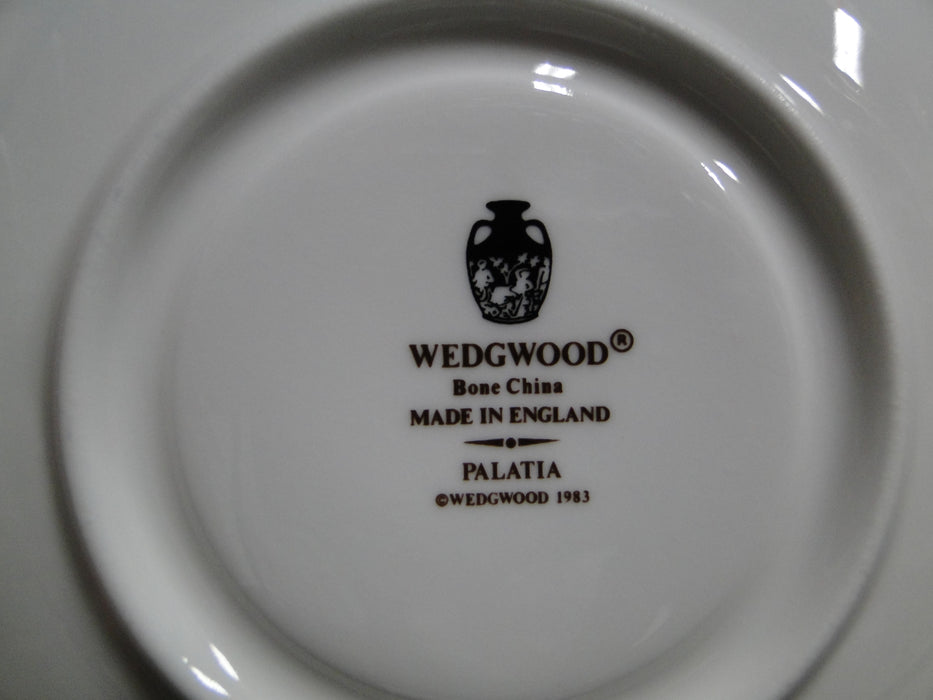 WEDGWOOD®
Bone China
MADE IN ENGLAND
PALATIA
©WEDGWOOD 1983